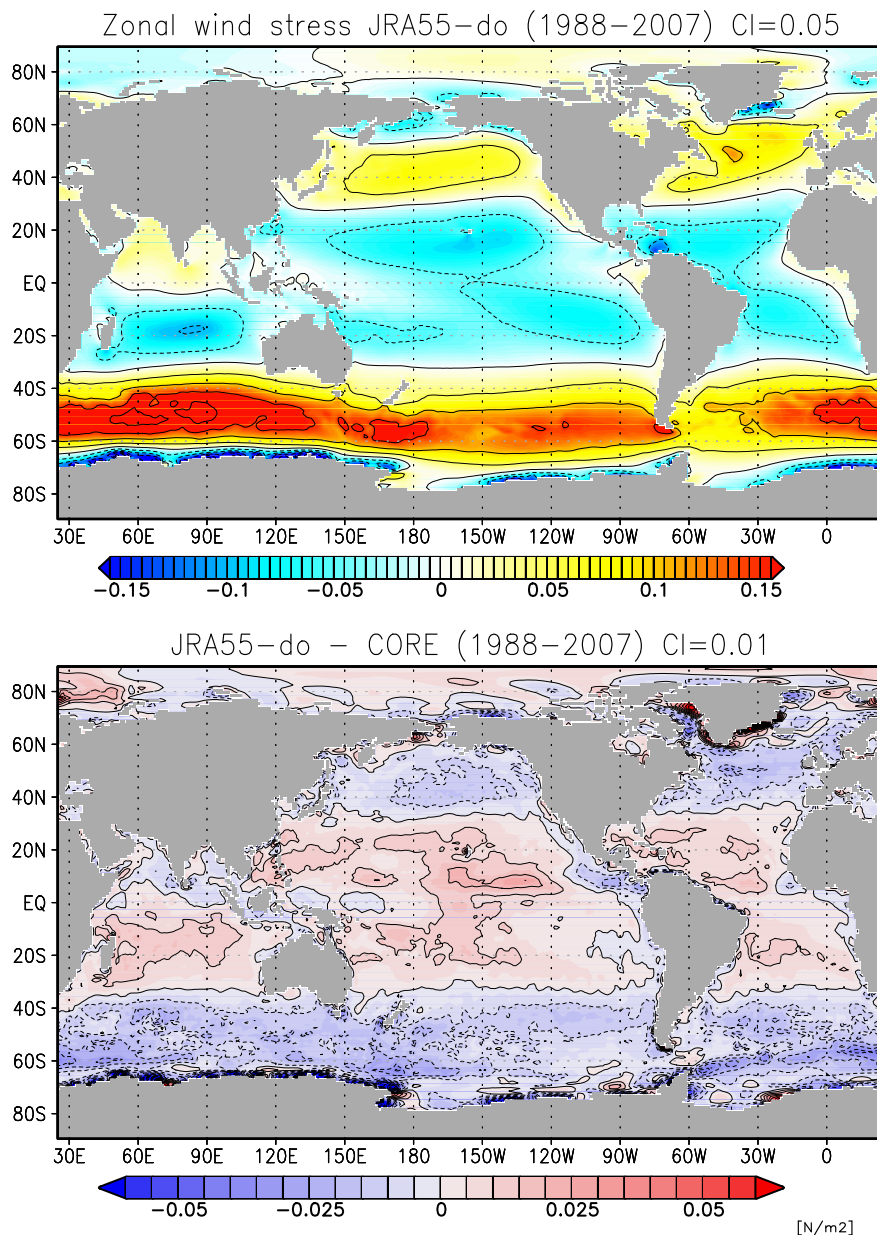 Zonal wind stress JRA55-do (1988-2007) CI=0.05
80N
60N
40N
20N
EQ
20S
40S
60S
80S
30E 60E 90E 120E 150E 180 150W 120W 90W 60W 30W 0
-0.15 -0.1 -0.05 0 0.05 0.1 0.15
JRA55-do - CORE (1988-2007) CI=0.01
80N
60N
40N
20N
EQ
20S
40S
60S
80S
30E 60E 90E 120E 150E 180 150W 120W 90W 60W 30W 0
-0.05 -0.025 0 0.025 0.05
[N/m2]